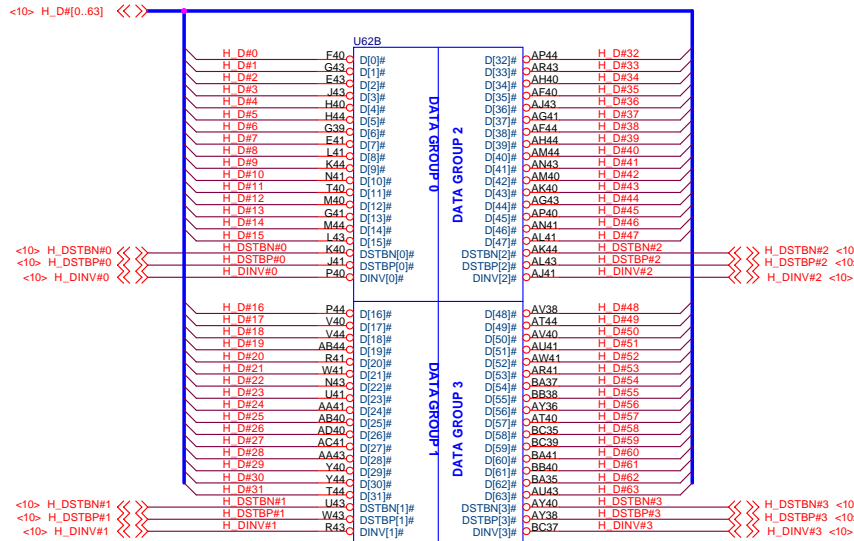 <10> H_D#[0..63]
U62B
H_D#0 F40 D[0]# D[32]# AP44 H_D#32
H_D#1 G43 D[1]# D[33]# AR43 H_D#33
H_D#2 E43 D[2]# D[34]# AH40 H_D#34
H_D#3 J43 D[3]# D[35]# AF40 H_D#35
H_D#4 H40 D[4]# D[36]# AJ43 H_D#36
H_D#5 H44 D[5]# D[37]# AG41 H_D#37
H_D#6 G39 D[6]# D[38]# AF44 H_D#38
H_D#7 E41 D[7]# D[39]# AH44 H_D#39
H_D#8 L41 D[8]# D[40]# AM44 H_D#40
H_D#9 K44 D[9]# D[41]# AN43 H_D#41
H_D#10 N41 D[10]# D[42]# AM40 H_D#42
H_D#11 T40 D[11]# D[43]# AK40 H_D#43
H_D#12 M40 D[12]# D[44]# AG43 H_D#44
H_D#13 G41 D[13]# D[45]# AP40 H_D#45
H_D#14 M44 D[14]# D[46]# AN41 H_D#46
H_D#15 L43 D[15]# D[47]# AL41 H_D#47
<10> H_DSTBN#0 H_DSTBN#0 K40 DSTBN[0]# DSTBN[2]# AK44 H_DSTBN#2 H_DSTBN#2 <10
<10> H_DSTBP#0 H_DSTBP#0 J41 DSTBP[0]# DSTBP[2]# AL43 H_DSTBP#2 H_DSTBP#2 <10
<10> H_DINV#0 H_DINV#0 P40 DINV[0]# DINV[2]# AJ41 H_DINV#2 H_DINV#2 <10>
DATA GROUP 0
DATA GROUP 2
H_D#16 P44 D[16]# D[48]# AV38 H_D#48
H_D#17 V40 D[17]# D[49]# AT44 H_D#49
H_D#18 V44 D[18]# D[50]# AV40 H_D#50
H_D#19 AB44 D[19]# D[51]# AU41 H_D#51
H_D#20 R41 D[20]# D[52]# AW41 H_D#52
H_D#21 W41 D[21]# D[53]# AR41 H_D#53
H_D#22 N43 D[22]# D[54]# BA37 H_D#54
H_D#23 U41 D[23]# D[55]# BB38 H_D#55
H_D#24 AA41 D[24]# D[56]# AY36 H_D#56
H_D#25 AB40 D[25]# D[57]# AT40 H_D#57
H_D#26 AD40 D[26]# D[58]# BC35 H_D#58
H_D#27 AC41 D[27]# D[59]# BC39 H_D#59
H_D#28 AA43 D[28]# D[60]# BA41 H_D#60
H_D#29 Y40 D[29]# D[61]# BB40 H_D#61
H_D#30 Y44 D[30]# D[62]# BA35 H_D#62
H_D#31 T44 D[31]# D[63]# AU43 H_D#63
<10> H_DSTBN#1 H_DSTBN#1 U43 DSTBN[1]# DSTBN[3]# AY40 H_DSTBN#3 H_DSTBN#3 <10
<10> H_DSTBP#1 H_DSTBP#1 W43 DSTBP[1]# DSTBP[3]# AY38 H_DSTBP#3 H_DSTBP#3 <10
<10> H_DINV#1 H_DINV#1 R43 DINV[1]# DINV[3]# BC37 H_DINV#3 H_DINV#3 <10>
DATA GROUP 1
DATA GROUP 3